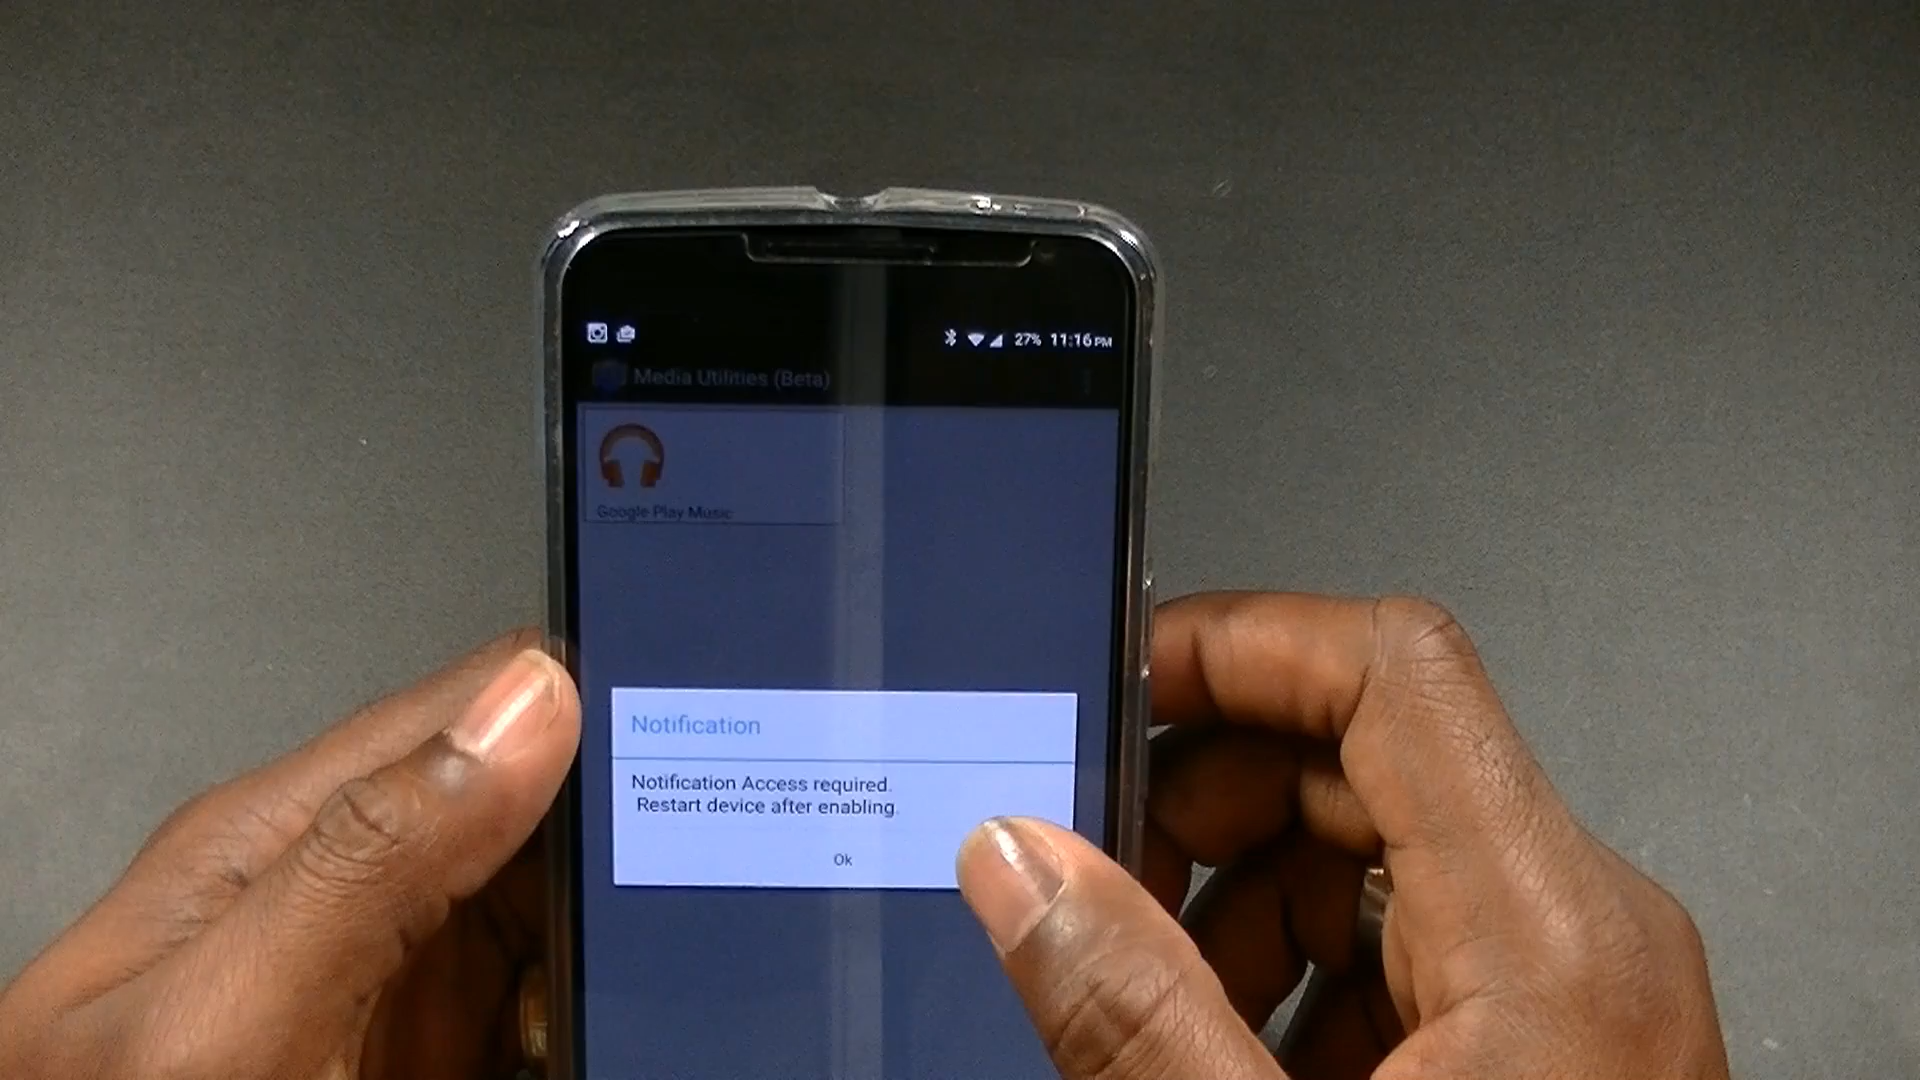 27% 11:16 PM
Media Utilities (Beta)
Google Play Music
Notification
Notification Access required.
Restart device after enabling.
Ok